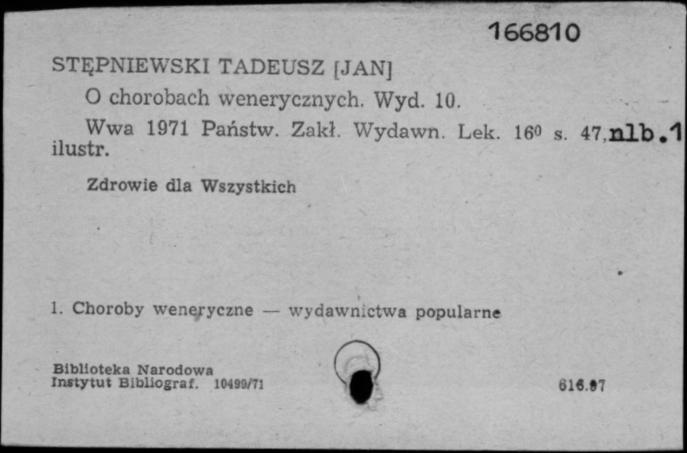 166810
STĘPNIEWSKI TADEUSZ [JAN]
O chorobach wenerycznych. Wyd. 10.
Wwa 1971 Państw. Zakł. Wydawn. Lek. 16⁰ s. 47, nlb. 1
ilustr.
Zdrowie dla Wszystkich
1. Choroby weneryczne — wydawnictwa popularne
Biblioteka Narodowa
Instytut Bibliograf. 10499/71
616.97